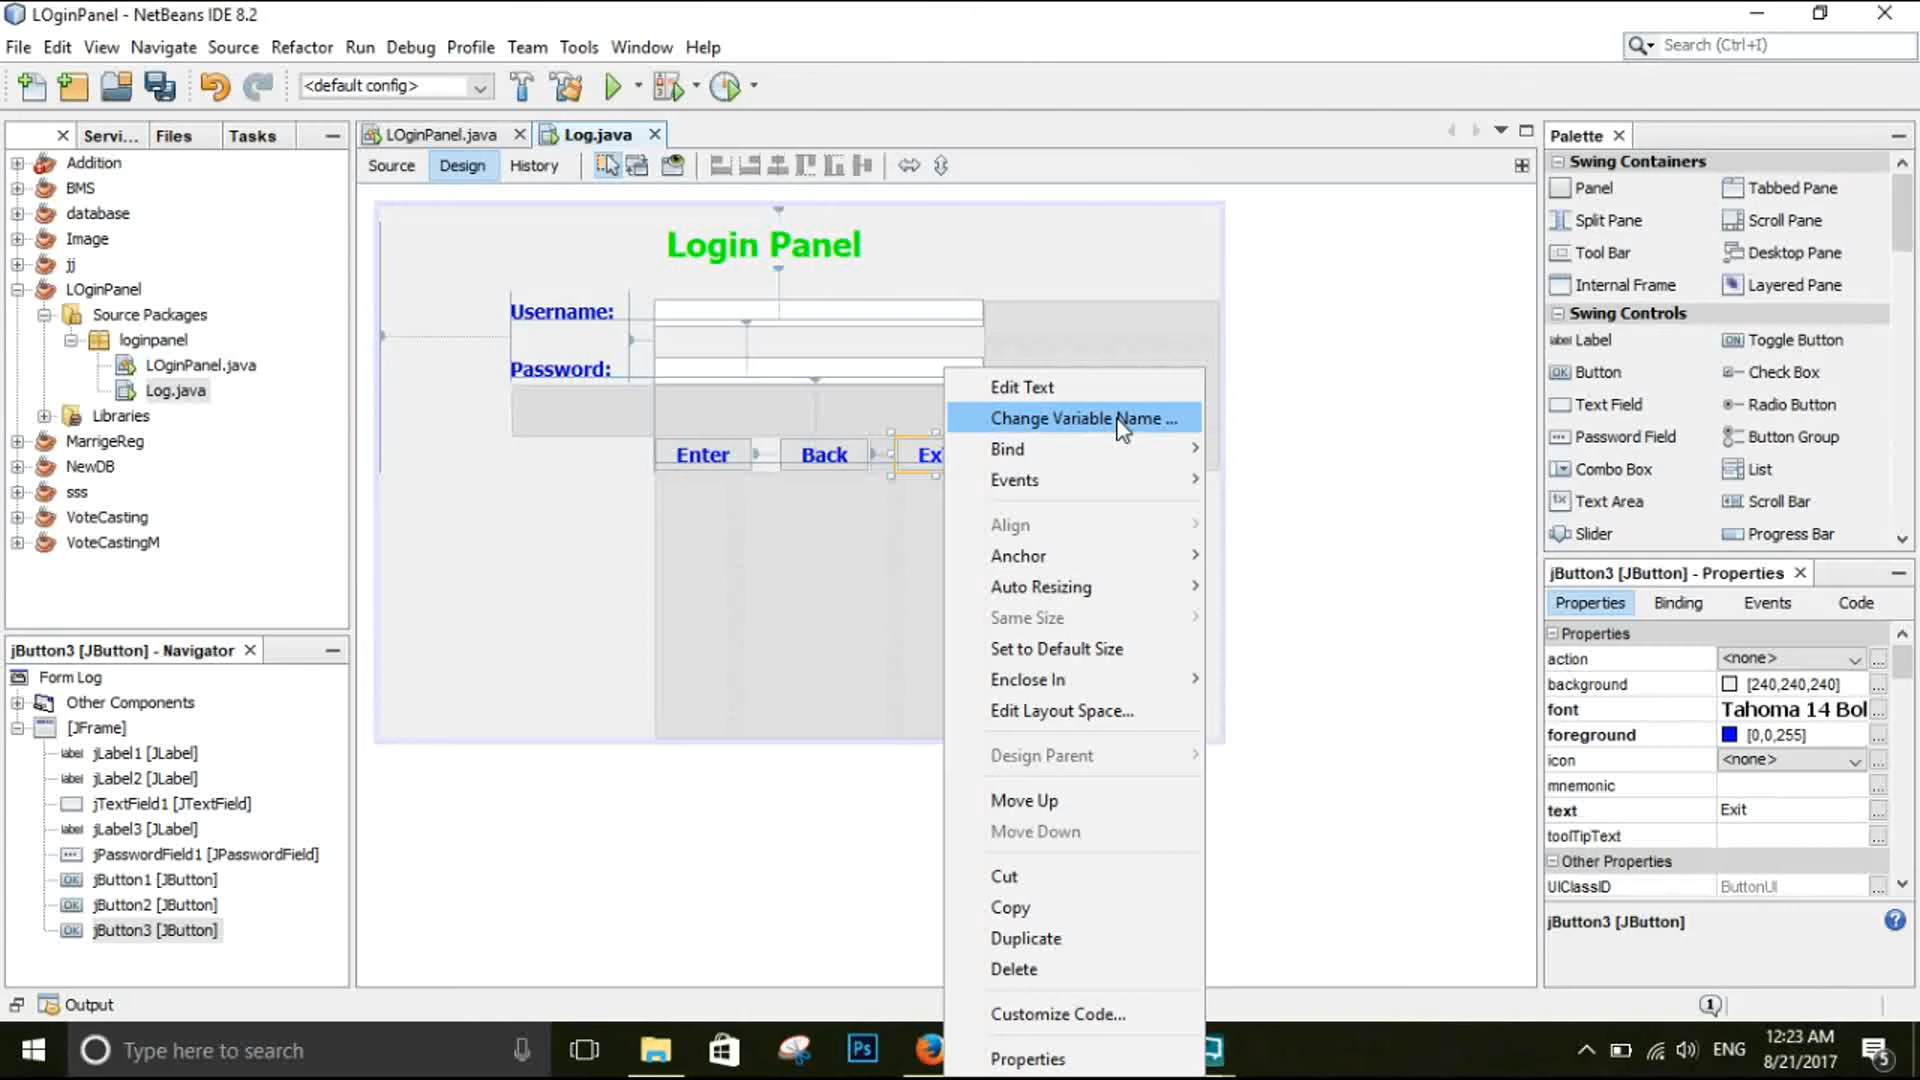 LOginPanel - NetBeans IDE 8.2
File Edit View Navigate Source Refactor Run Debug Profile Team Tools Window Help
Search (Ctrl+I)
<default config>
Servi... Files Tasks
Addition
BMS
database
Image
jj
LOginPanel
Source Packages
loginpanel
LOginPanel.java
Log.java
Libraries
MarrigeReg
NewDB
sss
VoteCasting
VoteCastingM
jButton3 [JButton] - Navigator
Form Log
Other Components
[JFrame]
jLabel1 [JLabel]
jLabel2 [JLabel]
jTextField1 [JTextField]
jLabel3 [JLabel]
jPasswordField1 [JPasswordField]
jButton1 [JButton]
jButton2 [JButton]
jButton3 [JButton]
Output
LOginPanel.java Log.java
Source Design History
Login Panel
Username:
Password:
Enter Back
Edit Text
Change Variable Name ...
Bind
Events
Align
Anchor
Auto Resizing
Same Size
Set to Default Size
Enclose In
Edit Layout Space...
Design Parent
Move Up
Move Down
Cut
Copy
Duplicate
Delete
Customize Code...
Properties
Palette
Swing Containers
Panel Tabbed Pane
Split Pane Scroll Pane
Tool Bar Desktop Pane
Internal Frame Layered Pane
Swing Controls
label Label ON Toggle Button
OK Button Check Box
Text Field Radio Button
Password Field Button Group
Combo Box List
Text Area Scroll Bar
Slider Progress Bar
jButton3 [JButton] - Properties
Properties Binding Events Code
Properties
action <none> ...
background [240,240,240] ...
font Tahoma 14 Bol ...
foreground [0,0,255] ...
icon <none> ...
mnemonic ...
text Exit ...
toolTipText ...
Other Properties
UIClassID ButtonUI ...
jButton3 [JButton]
1
Type here to search
Ps
ENG
12:23 AM
8/21/2017
5